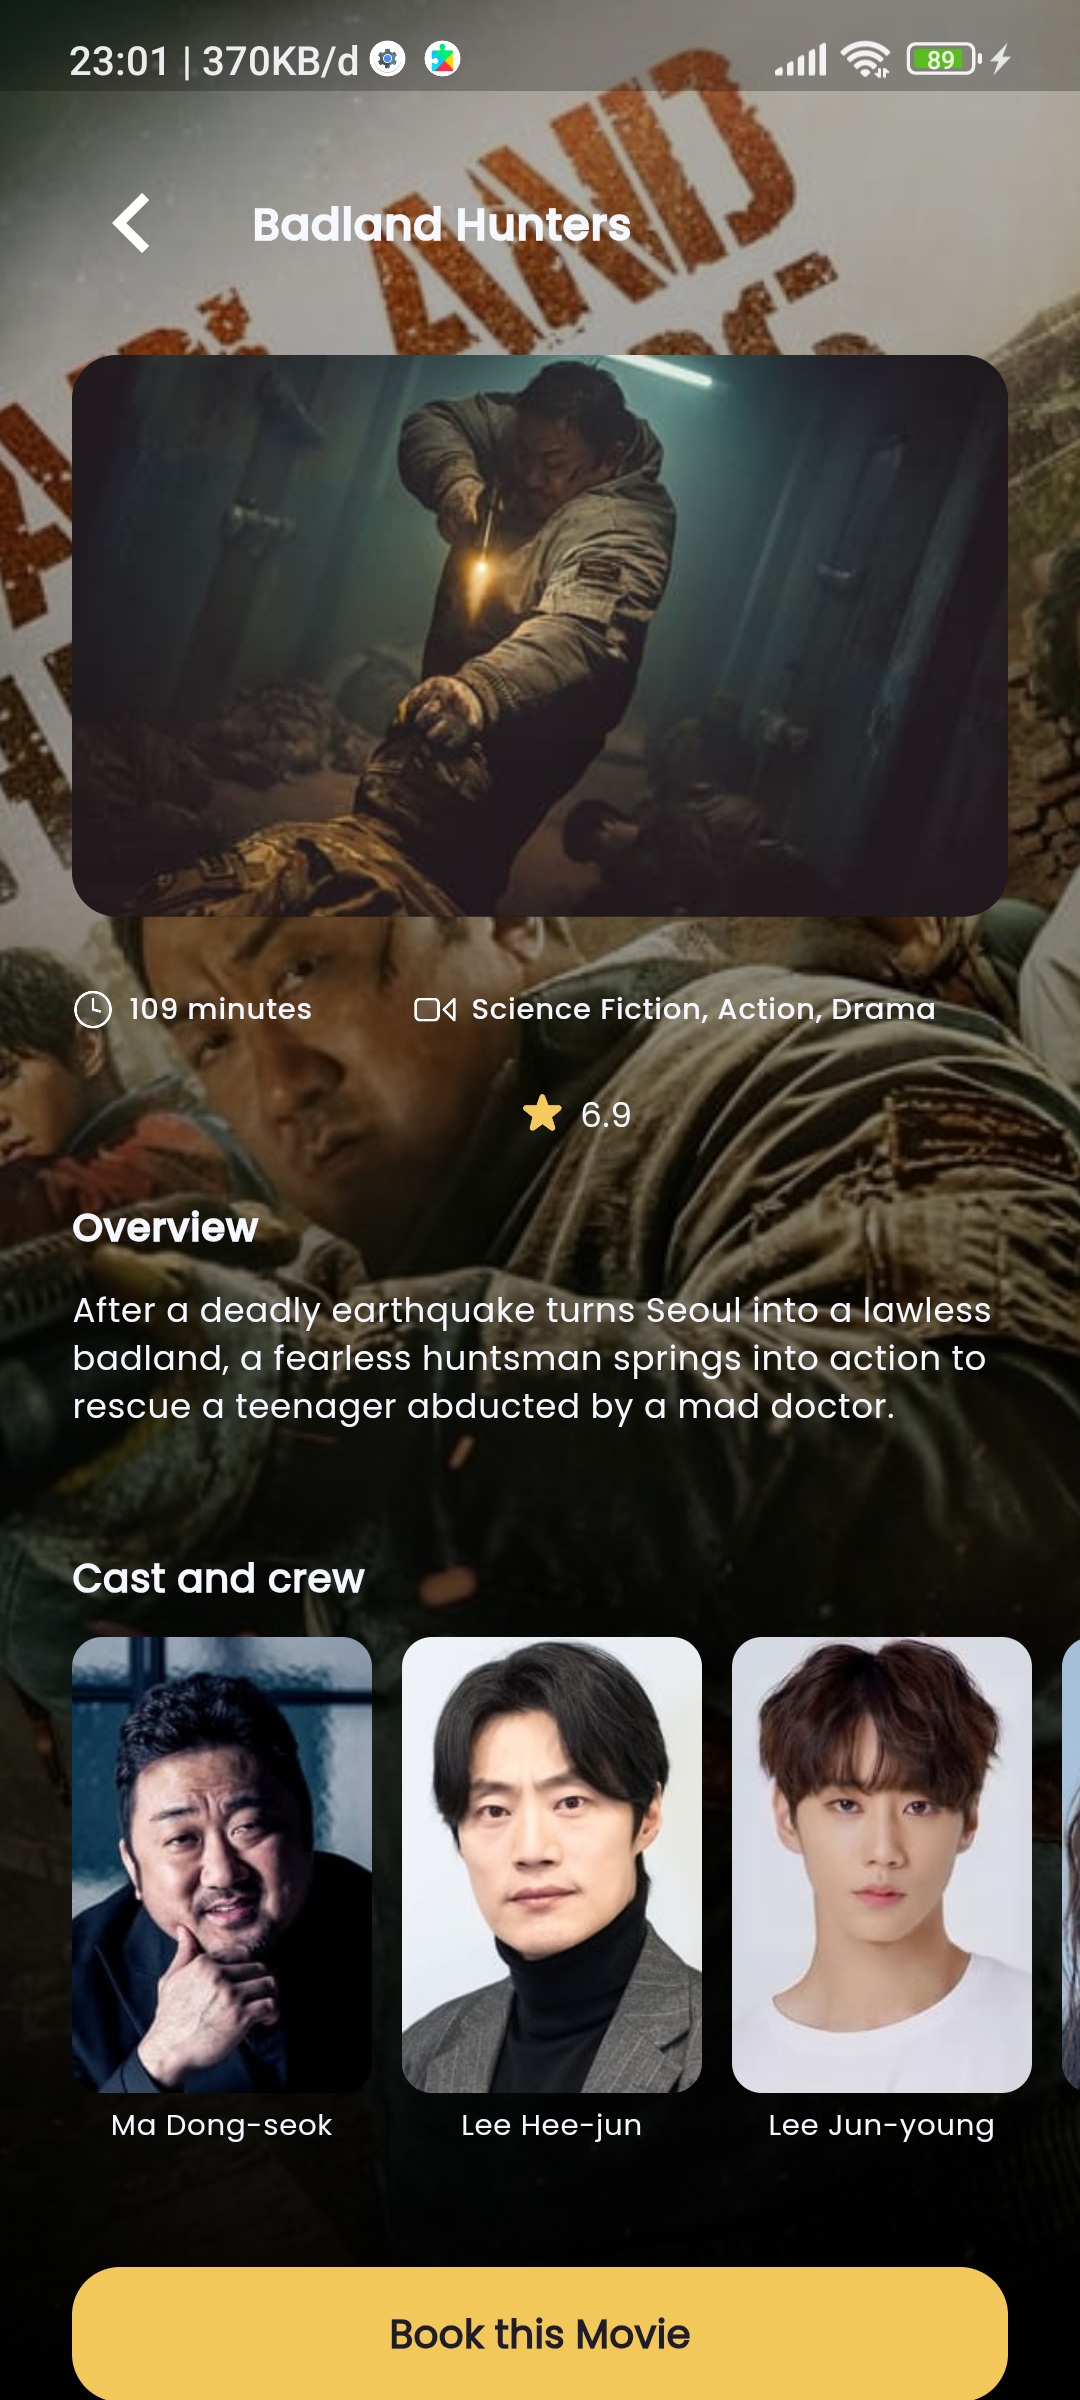 23:01 | 370KB/d
89
Badland Hunters
109 minutes
Science Fiction, Action, Drama
6.9
Overview
After a deadly earthquake turns Seoul into a lawless
badland, a fearless huntsman springs into action to
rescue a teenager abducted by a mad doctor.
Cast and crew
Ma Dong-seok
Lee Hee-jun
Lee Jun-young
Book this Movie